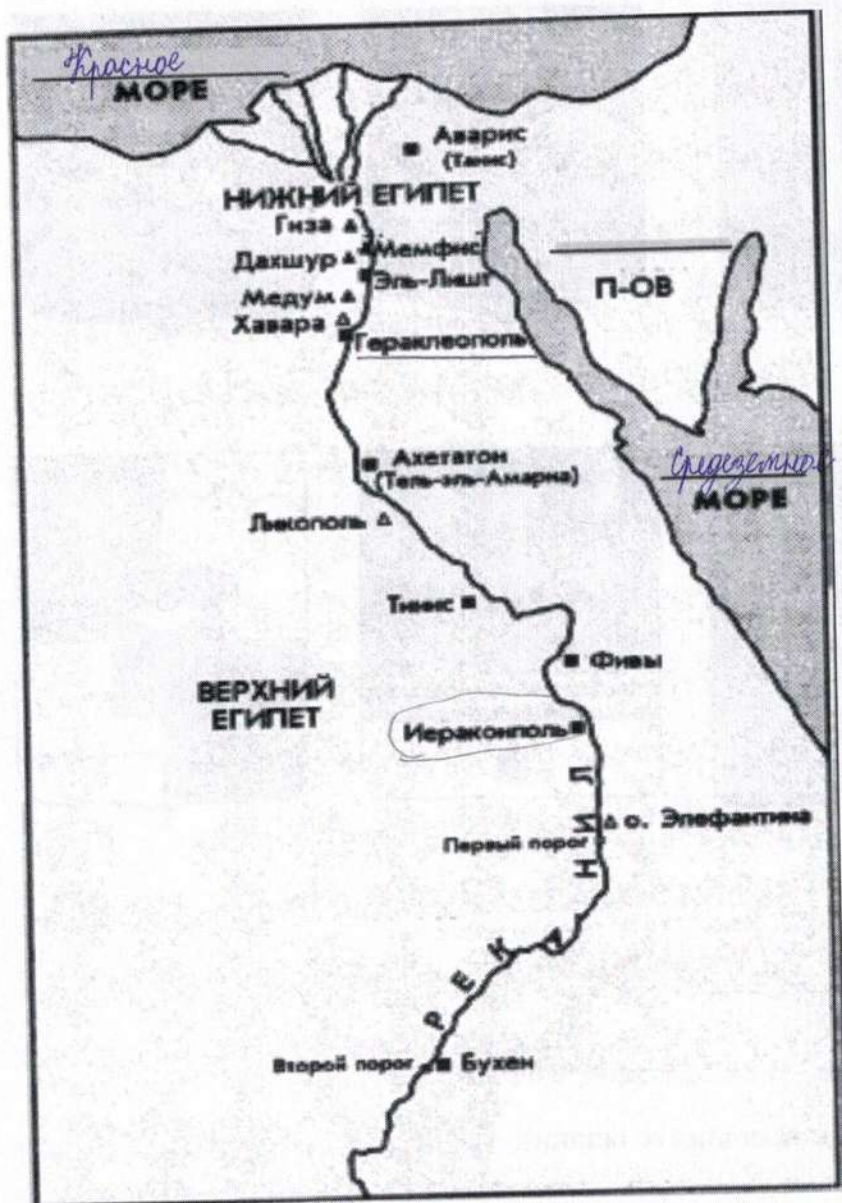 Красное
МОРЕ
Аварис
(Танис)
НИЖНИЙ ЕГИПЕТ
Гиза
Мемфис
Дахшур
Эль-Лишт
П-ОВ
Медум
Хавара
Гераклеополь
Ахетатон
(Тель-эль-Амарна)
Средеземное
МОРЕ
Ликополь
Тинис
Фивы
ВЕРХНИЙ
ЕГИПЕТ
Иераконполь
о. Элефантина
Первый порог
РЕКА НИЛ
Второй порог
Бухен